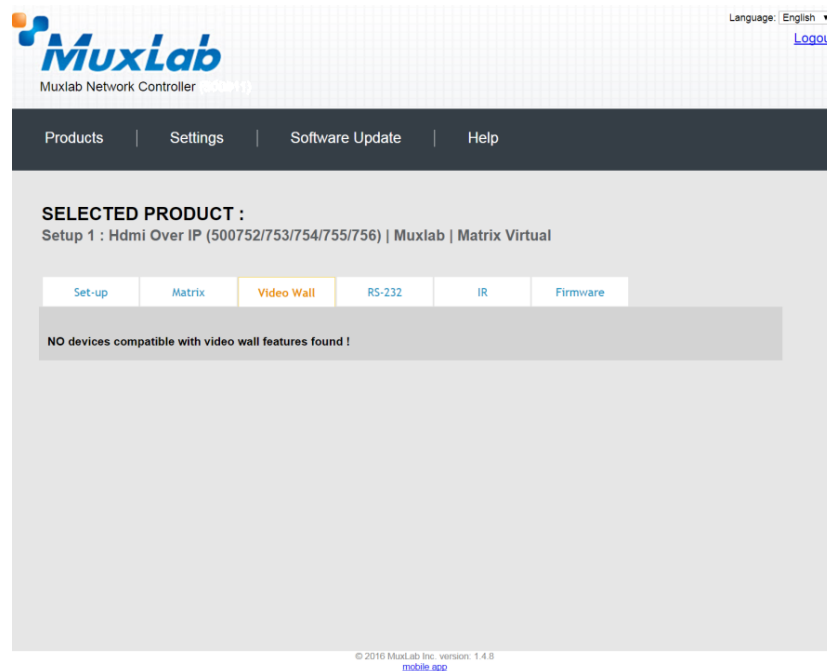 Language: English
Logou
MuxLab
Muxlab Network Controller
Products | Settings | Software Update | Help
SELECTED PRODUCT :
Setup 1 : Hdmi Over IP (500752/753/754/755/756) | Muxlab | Matrix Virtual
Set-up Matrix Video Wall RS-232 IR Firmware
NO devices compatible with video wall features found !
© 2016 MuxLab Inc. version: 1.4.8
mobile app